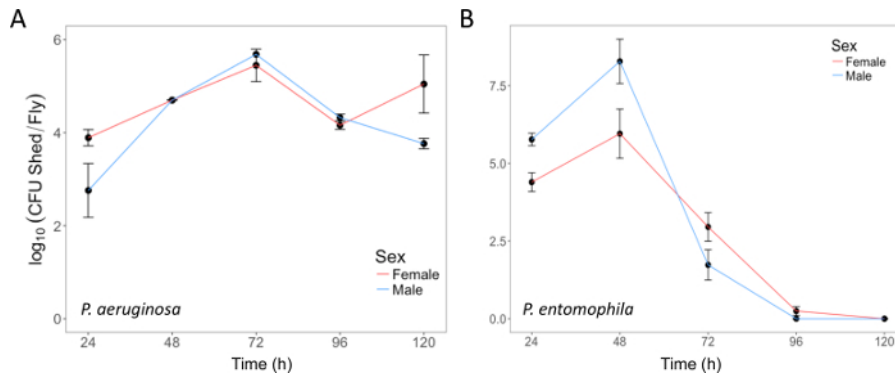 A
6
4
2
0
log10 (CFU Shed/Fly)
24 48 72 96 120
Time (h)
Sex
Female
Male
P. aeruginosa
B
7.5
5.0
2.5
0.0
24 48 72 96 120
Time (h)
Sex
Female
Male
P. entomophila